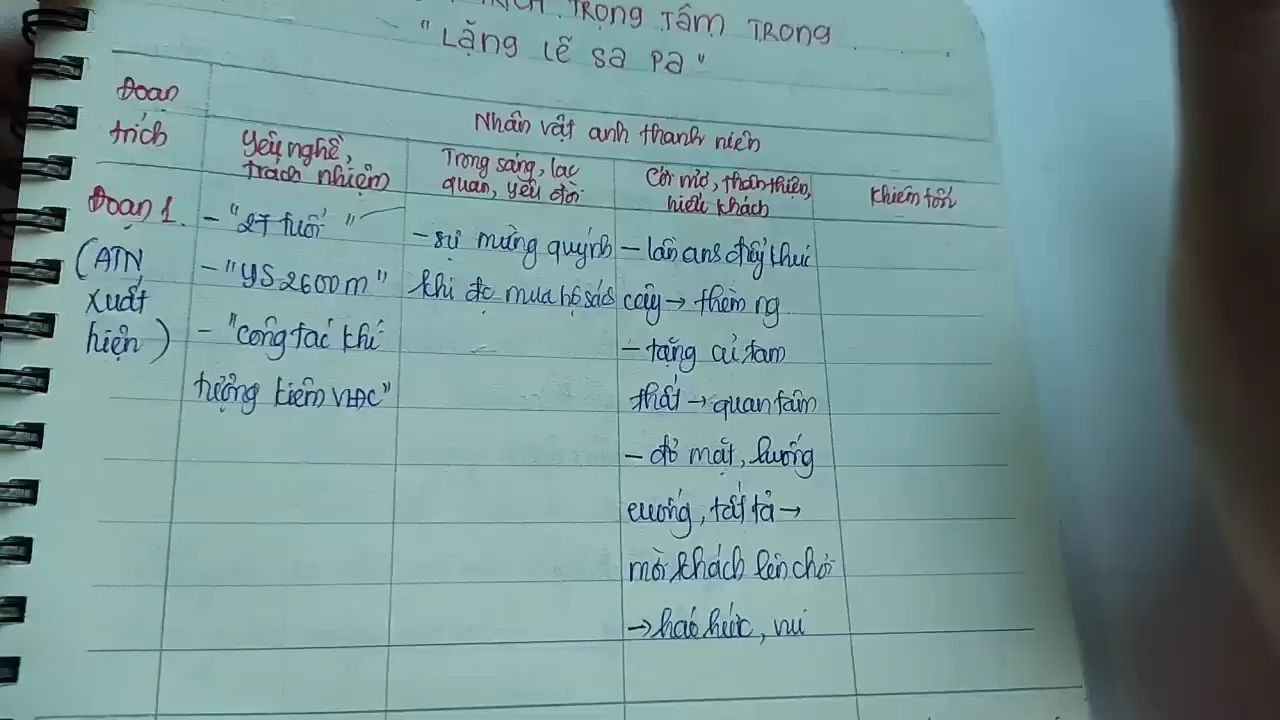 TRỌNG TÂM TRONG
"LẶNG LẼ SA PA"
Đoạn
trích
Nhân vật anh thanh niên
Yêu nghề,
trách nhiệm
Trong sáng, lạc
quan, yêu đời
Cởi mở, thân thiện,
hiếu khách
Khiêm tốn
Đoạn 1.
(ATN
xuất
hiện)
- "27 tuổi"
- "YS 2600m"
- "công tác khí
tượng kiêm VLĐC"
- sự mừng quýnh
khi đc mua hộ sách
- lần ans đẩy thúc
cây → thèm ng
- tặng củ tam
thất → quan tâm
- đỏ mặt, luống
cuống, tất tả →
mời khách lên chơi
→ háo hức, vui